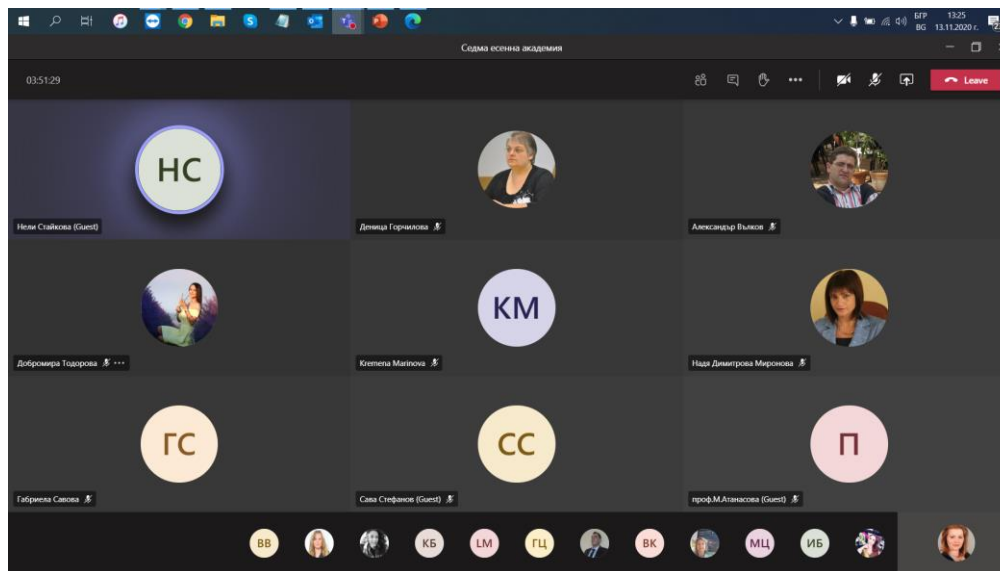 БГР
BG
13:25
13.11.2020 г.
Седма есенна академия
03:51:29
Leave
НС
Нели Стайкова (Guest)
Деница Горчилова
Александър Вълков
Добромира Тодорова
КМ
Kremena Marinova
Надя Димитрова Миронова
ГС
Габриела Савова
СС
Сава Стефанов (Guest)
П
проф.М.Атанасова (Guest)
ВВ
КБ
LM
ГЦ
ВК
МЦ
ИБ